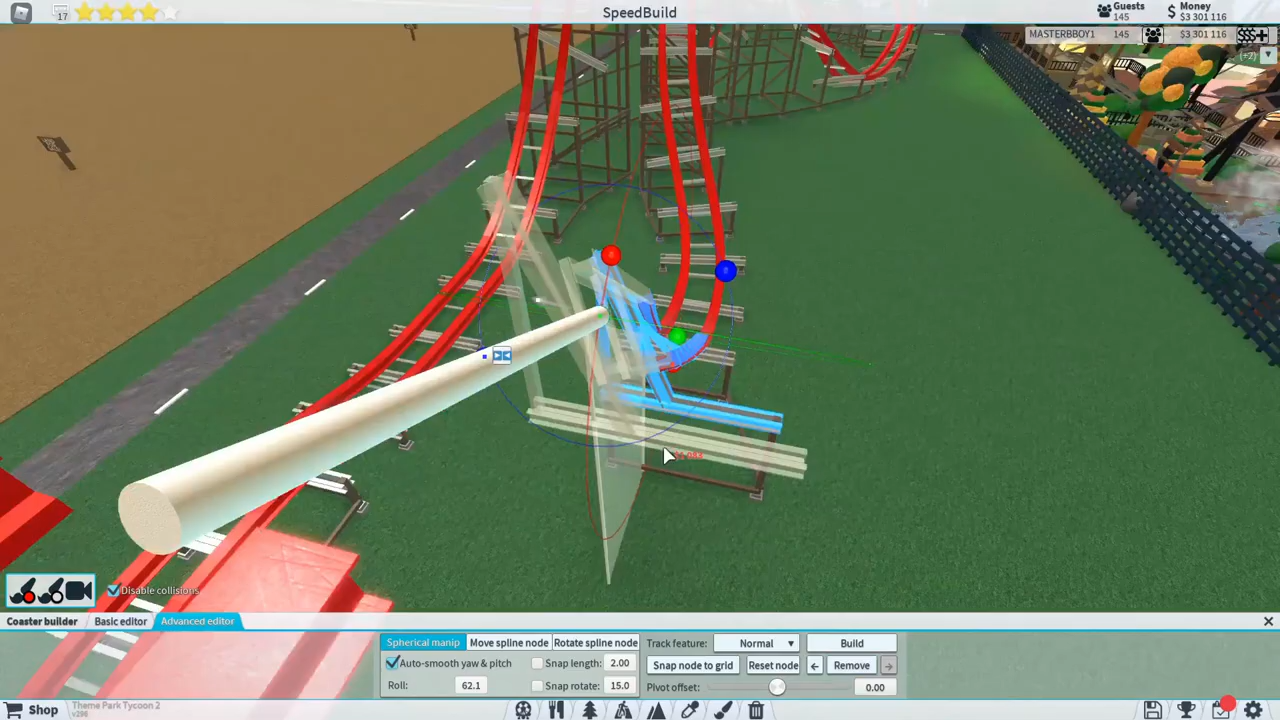 17
SpeedBuild
Guests
145
Money
$3 301 116
MASTERBBOY1 145 $3 301 116
$$$+
(+2)
Disable collisions
Coaster builder Basic editor Advanced editor
Spherical manip Move spline node Rotate spline node Track feature: Normal Build
Auto-smooth yaw & pitch Snap length: 2.00 Snap node to grid Reset node Remove
Roll: 62.1 Snap rotate: 15.0 Pivot offset: 0.00
Shop
Theme Park Tycoon 2
v298